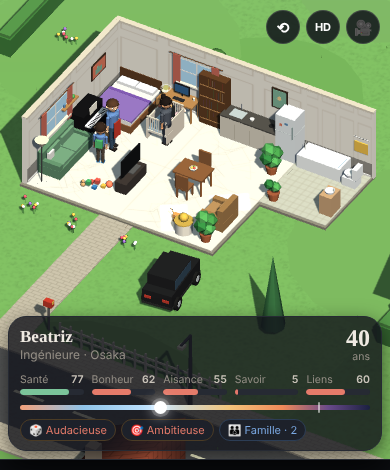 HD
Beatriz
40
Ingénieure · Osaka
ans
Santé 77 Bonheur 62 Aisance 55 Savoir 5 Liens 60
🎲 Audacieuse 🎯 Ambitieuse 👪 Famille · 2